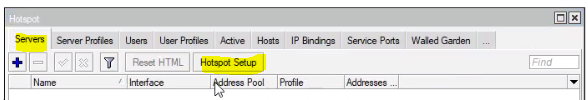 Hotspot
Servers Server Profiles Users User Profiles Active Hosts IP Bindings Service Ports Walled Garden ...
Reset HTML Hotspot Setup Find
Name Interface Address Pool Profile Addresses ...